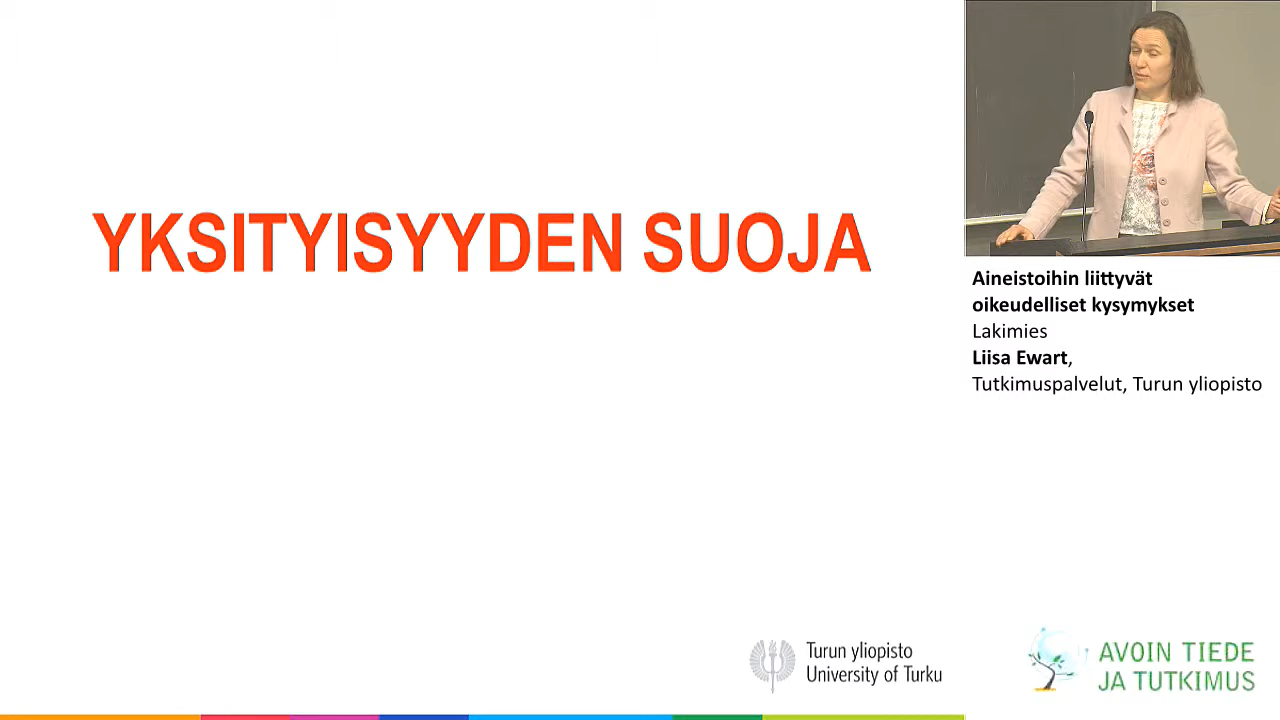 YKSITYISYYDEN SUOJA
Aineistoihin liittyvät
oikeudelliset kysymykset
Lakimies
Liisa Ewart,
Tutkimuspalvelut, Turun yliopisto
Turun yliopisto
University of Turku
AVOIN TIEDE
JA TUTKIMUS